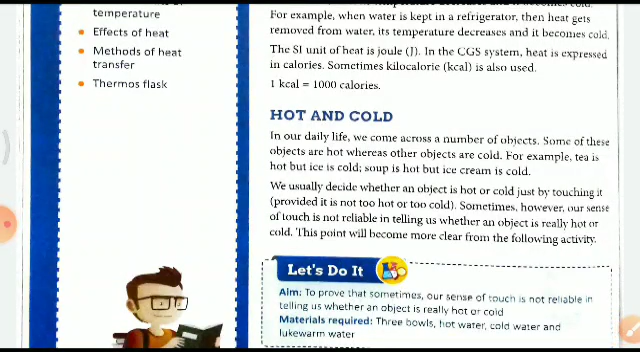 temperature
Effects of heat
Methods of heat
transfer
Thermos flask
For example, when water is kept in a refrigerator, then heat gets
removed from water, its temperature decreases and it becomes cold.
The SI unit of heat is joule (J). In the CGS system, heat is expressed
in calories. Sometimes kilocalorie (kcal) is also used.
1 kcal = 1000 calories.
HOT AND COLD
In our daily life, we come across a number of objects. Some of these
objects are hot whereas other objects are cold. For example, tea is
hot but ice is cold; soup is hot but ice cream is cold.
We usually decide whether an object is hot or cold just by touching it
(provided it is not too hot or too cold). Sometimes, however, our sense
of touch is not reliable in telling us whether an object is really hot or
cold. This point will become more clear from the following activity.
Let's Do It
Aim: To prove that sometimes, our sense of touch is not reliable in
telling us whether an object is really hot or cold
Materials required: Three bowls, hot water, cold water and
lukewarm water